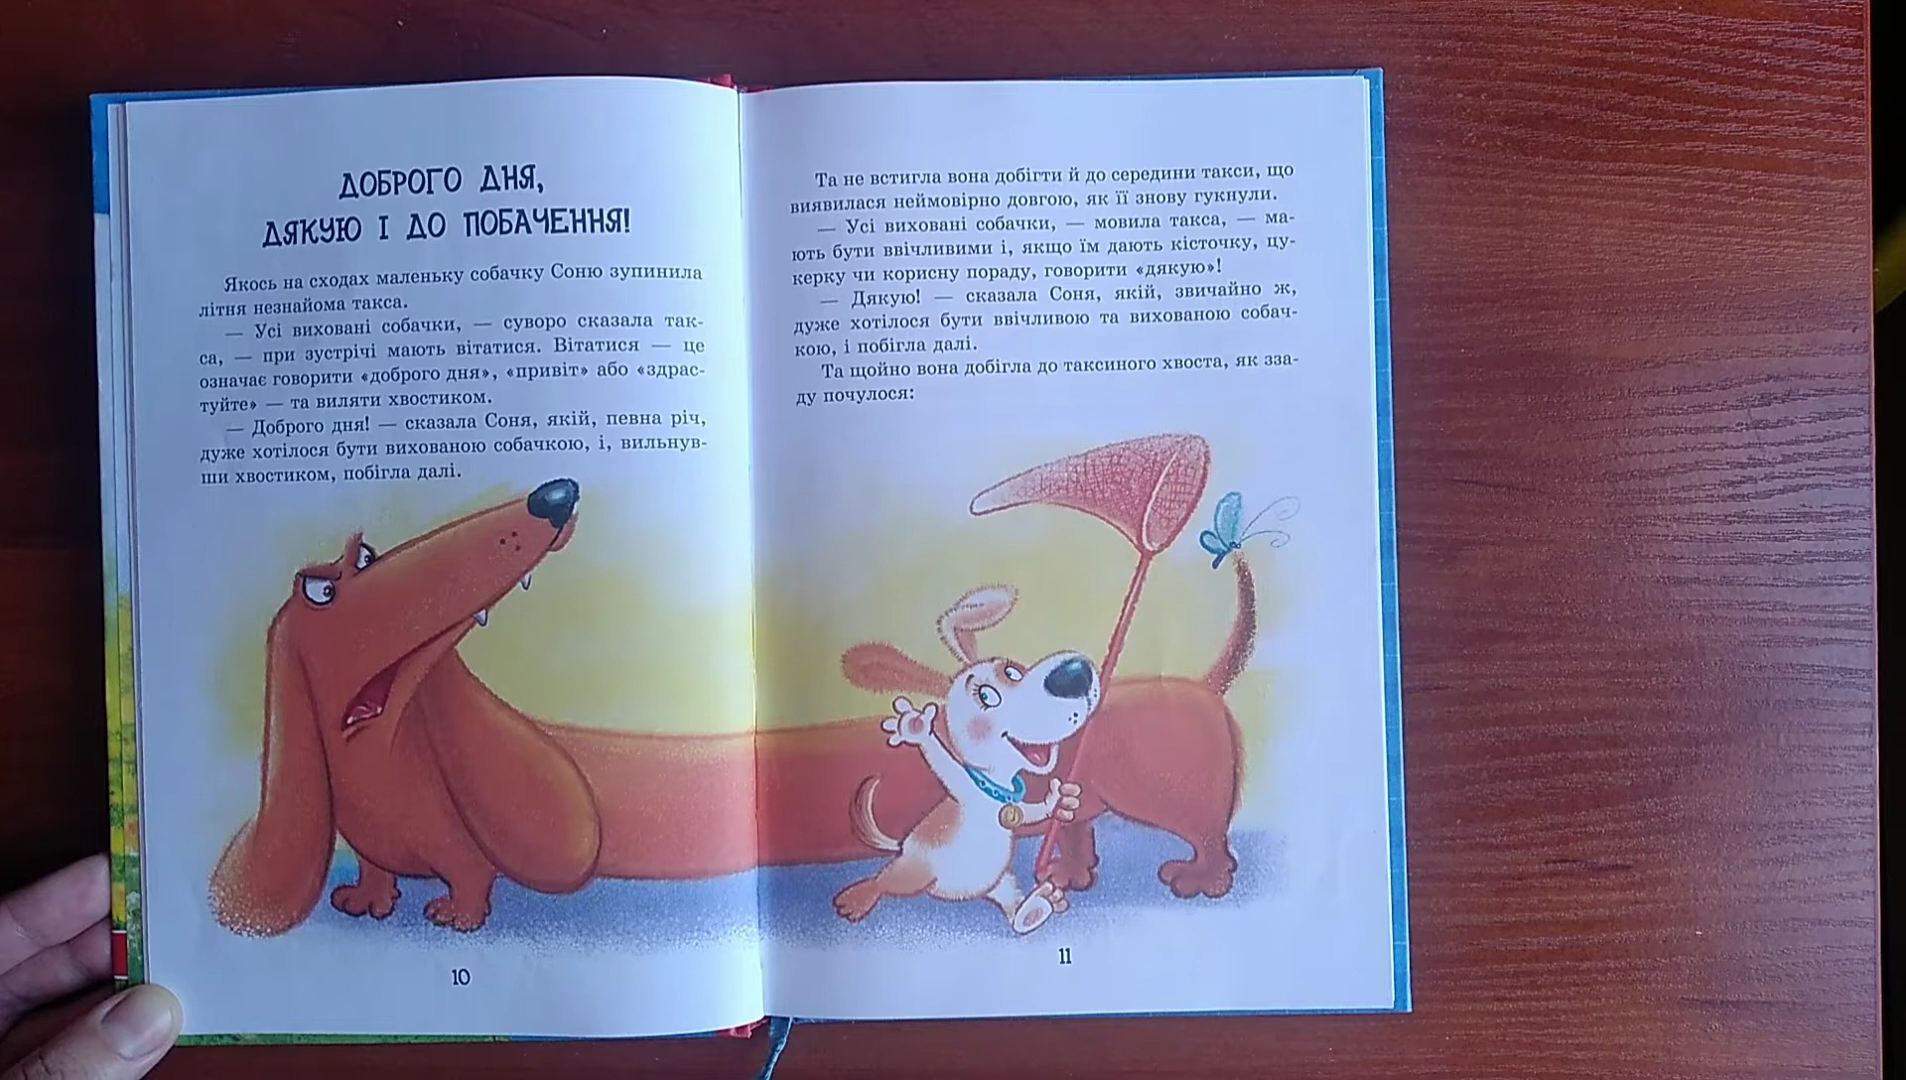 ДОБРОГО ДНЯ,
ДЯКУЮ І ДО ПОБАЧЕННЯ!
Якось на сходах маленьку собачку Соню зупинила
літня незнайома такса.
— Усі виховані собачки, — суворо сказала так-
са, — при зустрічі мають вітатися. Вітатися — це
означає говорити «доброго дня», «привіт» або «здрас-
туйте» — та виляти хвостиком.
— Доброго дня! — сказала Соня, якій, певна річ,
дуже хотілося бути вихованою собачкою, і, вильнув-
ши хвостиком, побігла далі.
10
Та не встигла вона добігти й до середини такси, що
виявилася неймовірно довгою, як її знову гукнули.
— Усі виховані собачки, — мовила такса, — ма-
ють бути ввічливими і, якщо їм дають кісточку, цу-
керку чи корисну пораду, говорити «дякую»!
— Дякую! — сказала Соня, якій, звичайно ж,
дуже хотілося бути ввічливою та вихованою собач-
кою, і побігла далі.
Та щойно вона добігла до таксиного хвоста, як зза-
ду почулося:
11